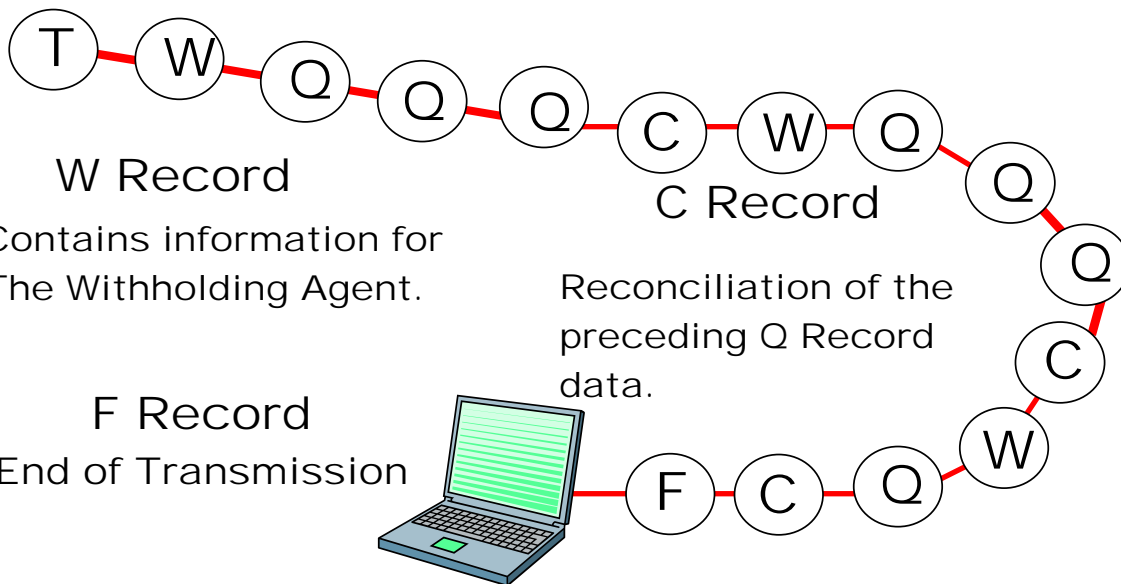 T W Q Q Q C W Q Q Q C W Q C F
W Record
Contains information for
The Withholding Agent.
C Record
Reconciliation of the
preceding Q Record
data.
F Record
End of Transmission